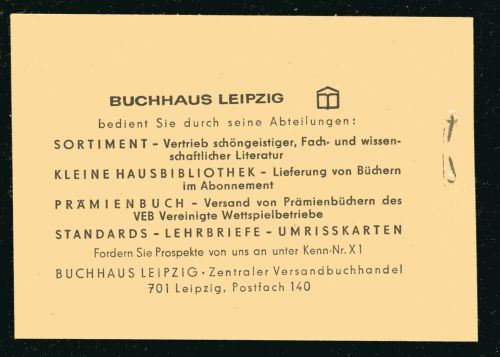 BUCHHAUS LEIPZIG
bedient Sie durch seine Abteilungen:
SORTIMENT – Vertrieb schöngeistiger, Fach- und wissen-
schaftlicher Literatur
KLEINE HAUSBIBLIOTHEK – Lieferung von Büchern
im Abonnement
PRÄMIENBUCH – Versand von Prämienbüchern des
VEB Vereinigte Wettspielbetriebe
STANDARDS – LEHRBRIEFE – UMRISSKARTEN
Fordern Sie Prospekte von uns an unter Kenn-Nr. X1
BUCHHAUS LEIPZIG · Zentraler Versandbuchhandel
701 Leipzig, Postfach 140